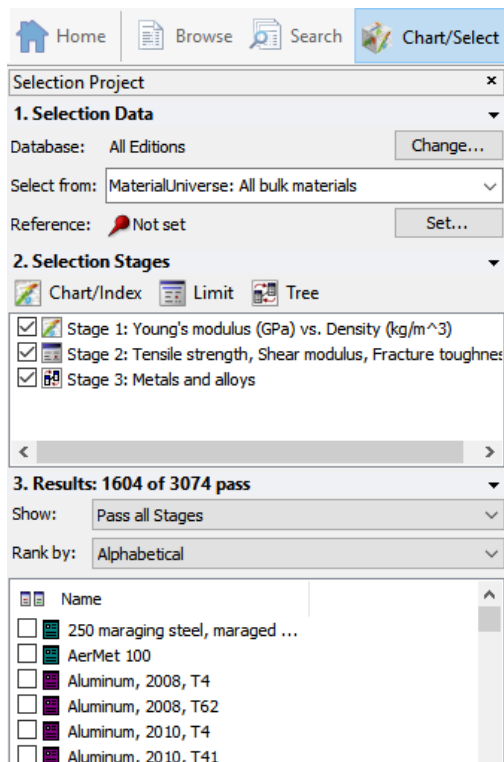 Home Browse Search Chart/Select
Selection Project x
1. Selection Data
Database: All Editions Change...
Select from: MaterialUniverse: All bulk materials
Reference: Not set Set...
2. Selection Stages
Chart/Index Limit Tree
Stage 1: Young's modulus (GPa) vs. Density (kg/m^3)
Stage 2: Tensile strength, Shear modulus, Fracture toughnes
Stage 3: Metals and alloys
3. Results: 1604 of 3074 pass
Show: Pass all Stages
Rank by: Alphabetical
Name
250 maraging steel, maraged ...
AerMet 100
Aluminum, 2008, T4
Aluminum, 2008, T62
Aluminum, 2010, T4
Aluminum, 2010, T41